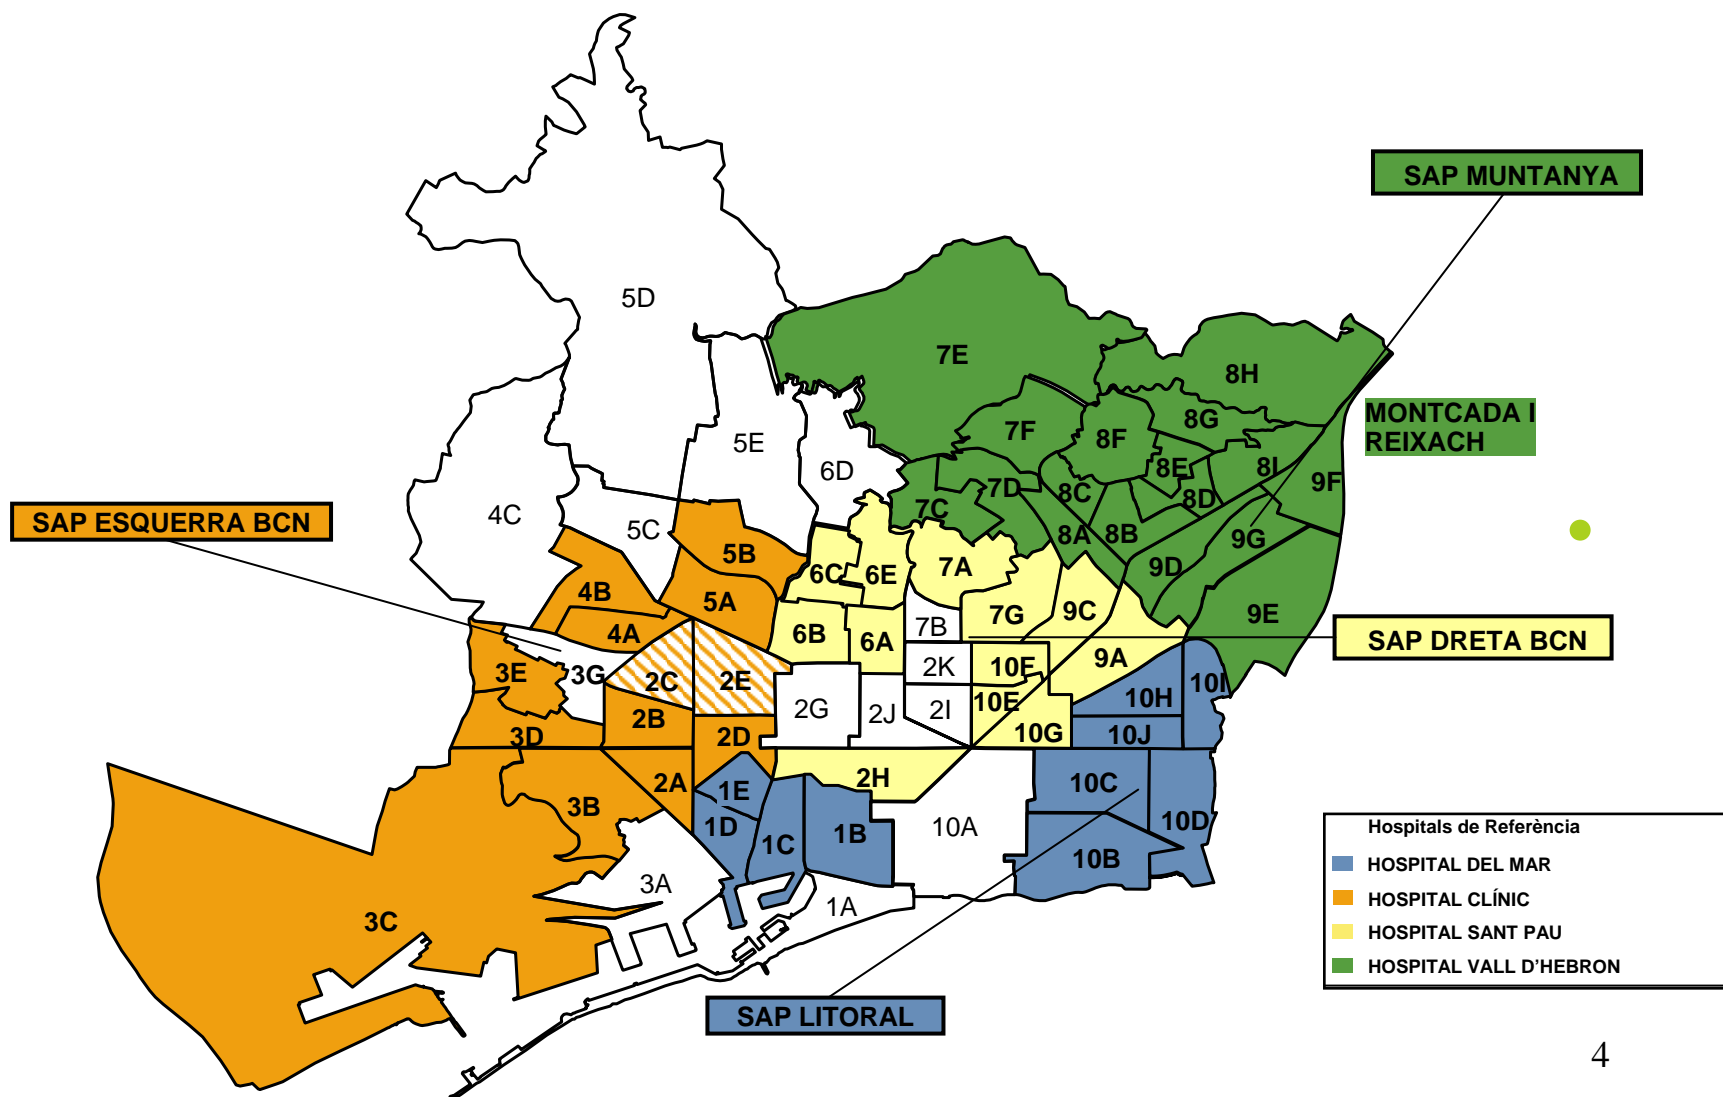 SAP MUNTANYA
5D
7E
8H
MONTCADA I
REIXACH
8G
7F
8F
5E
8E
8I
6D
9F
7D
8C
8D
4C
7C
SAP ESQUERRA BCN
5C
8A
8B
9G
5B
6C
6E
7A
9D
4B
5A
7G
9C
9E
4A
6B
7B
6A
SAP DRETA BCN
9A
3E
3G
2C
2E
2K
10F
10I
10H
2B
2G
2J
2I
10E
3D
2D
10G
10J
2H
10C
2A
1E
3B
1D
1C
1B
10A
10D
Hospitals de Referència
10B
HOSPITAL DEL MAR
3A
1A
HOSPITAL CLÍNIC
3C
HOSPITAL SANT PAU
HOSPITAL VALL D'HEBRON
SAP LITORAL
4